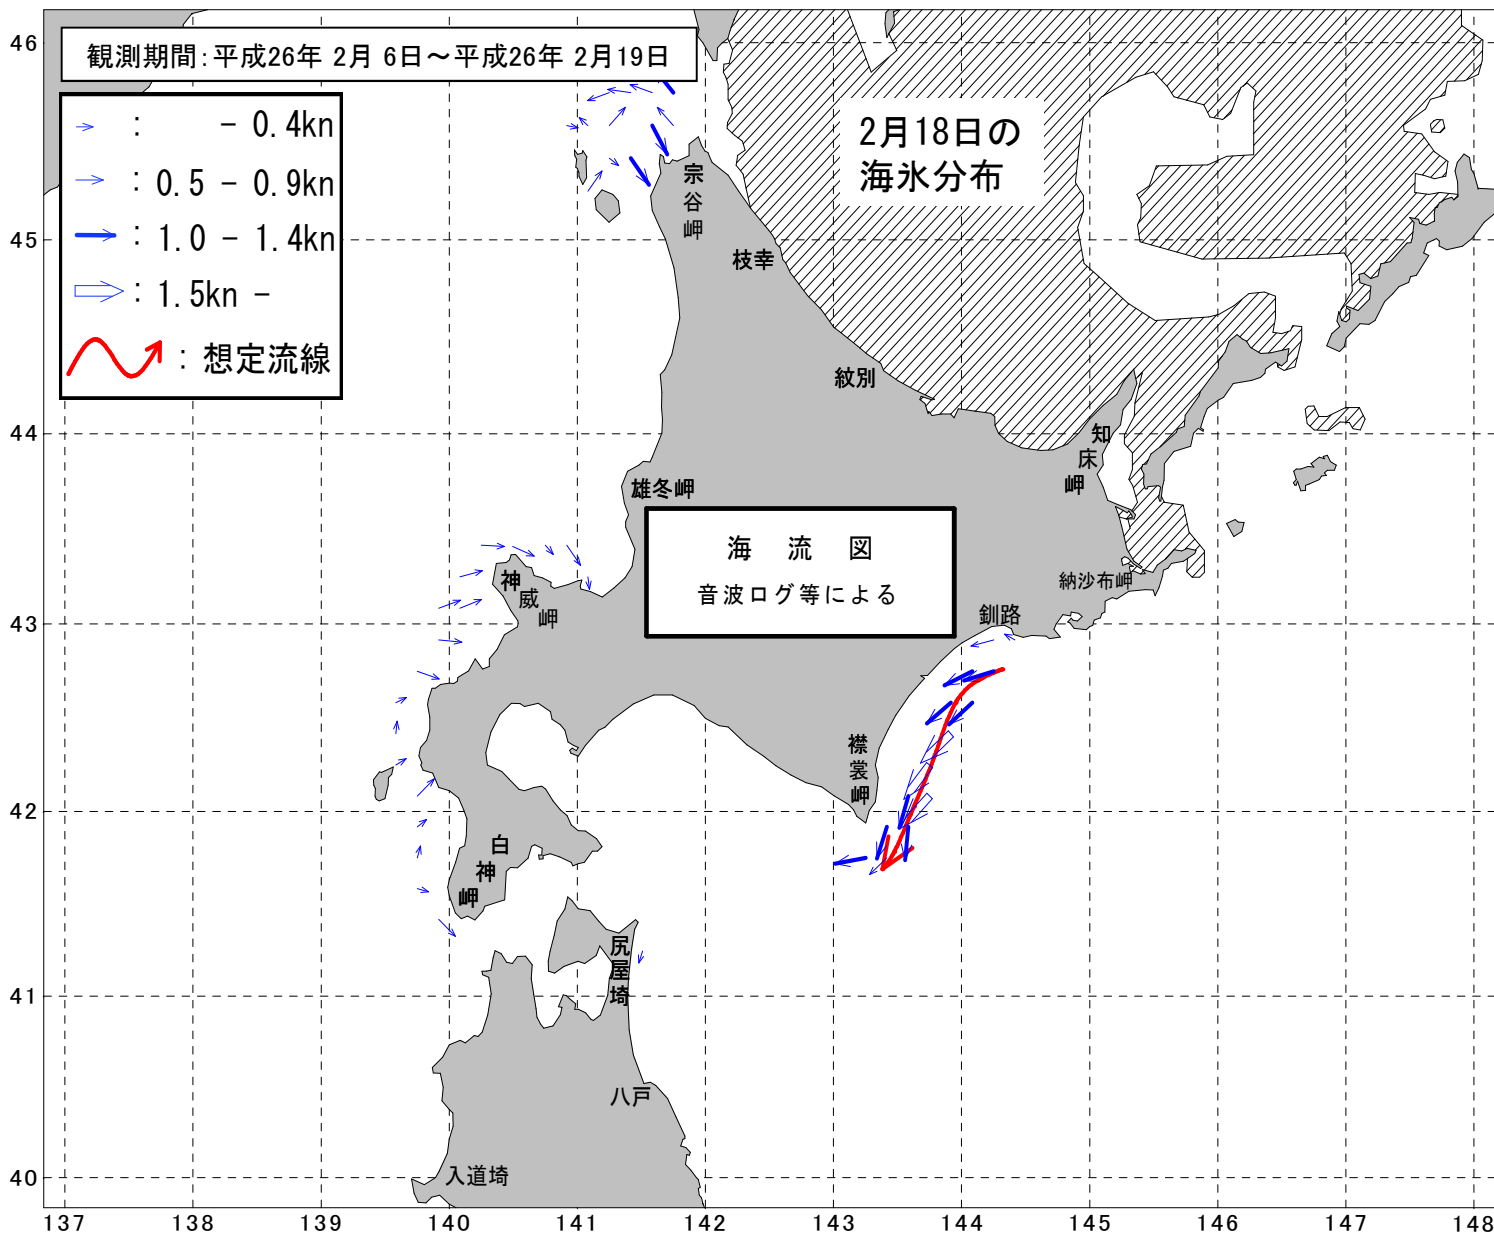 観測期間:平成26年 2月 6日～平成26年 2月19日
: - 0.4kn
: 0.5 - 0.9kn
: 1.0 - 1.4kn
: 1.5kn -
: 想定流線
2月18日の
海氷分布
宗谷岬
枝幸
紋別
知床岬
雄冬岬
海 流 図
音波ログ等による
神威岬
納沙布岬
釧路
襟裳岬
白神岬
尻屋埼
八戸
入道埼
46
45
44
43
42
41
40
137 138 139 140 141 142 143 144 145 146 147 148